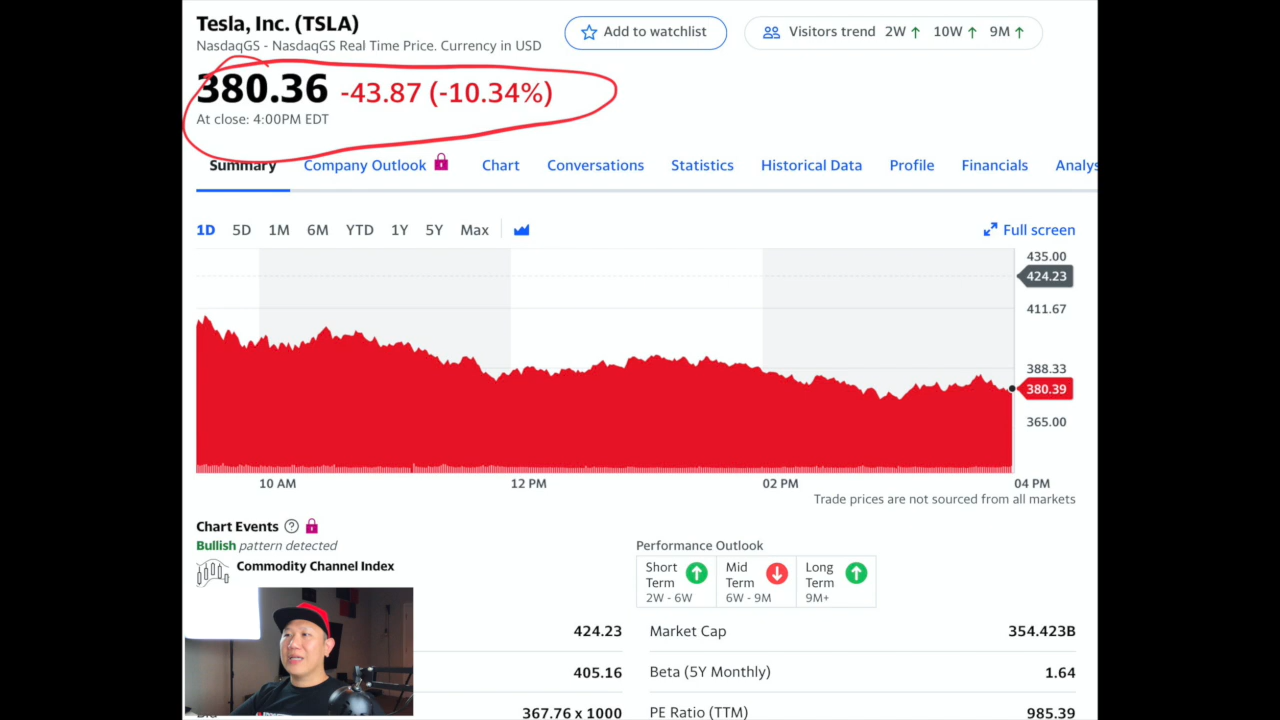 Tesla, Inc. (TSLA)
Add to watchlist
Visitors trend 2W 10W 9M
NasdaqGS - NasdaqGS Real Time Price. Currency in USD
380.36 -43.87 (-10.34%)
At close: 4:00PM EDT
Summary Company Outlook Chart Conversations Statistics Historical Data Profile Financials Analys
1D 5D 1M 6M YTD 1Y 5Y Max
Full screen
435.00
424.23
411.67
388.33
380.39
365.00
10 AM 12 PM 02 PM 04 PM
Trade prices are not sourced from all markets
Chart Events
Bullish pattern detected
Commodity Channel Index
Performance Outlook
Short Term 2W - 6W
Mid Term 6W - 9M
Long Term 9M+
424.23 Market Cap 354.423B
405.16 Beta (5Y Monthly) 1.64
Bid 367.76 x 1000 PE Ratio (TTM) 985.39